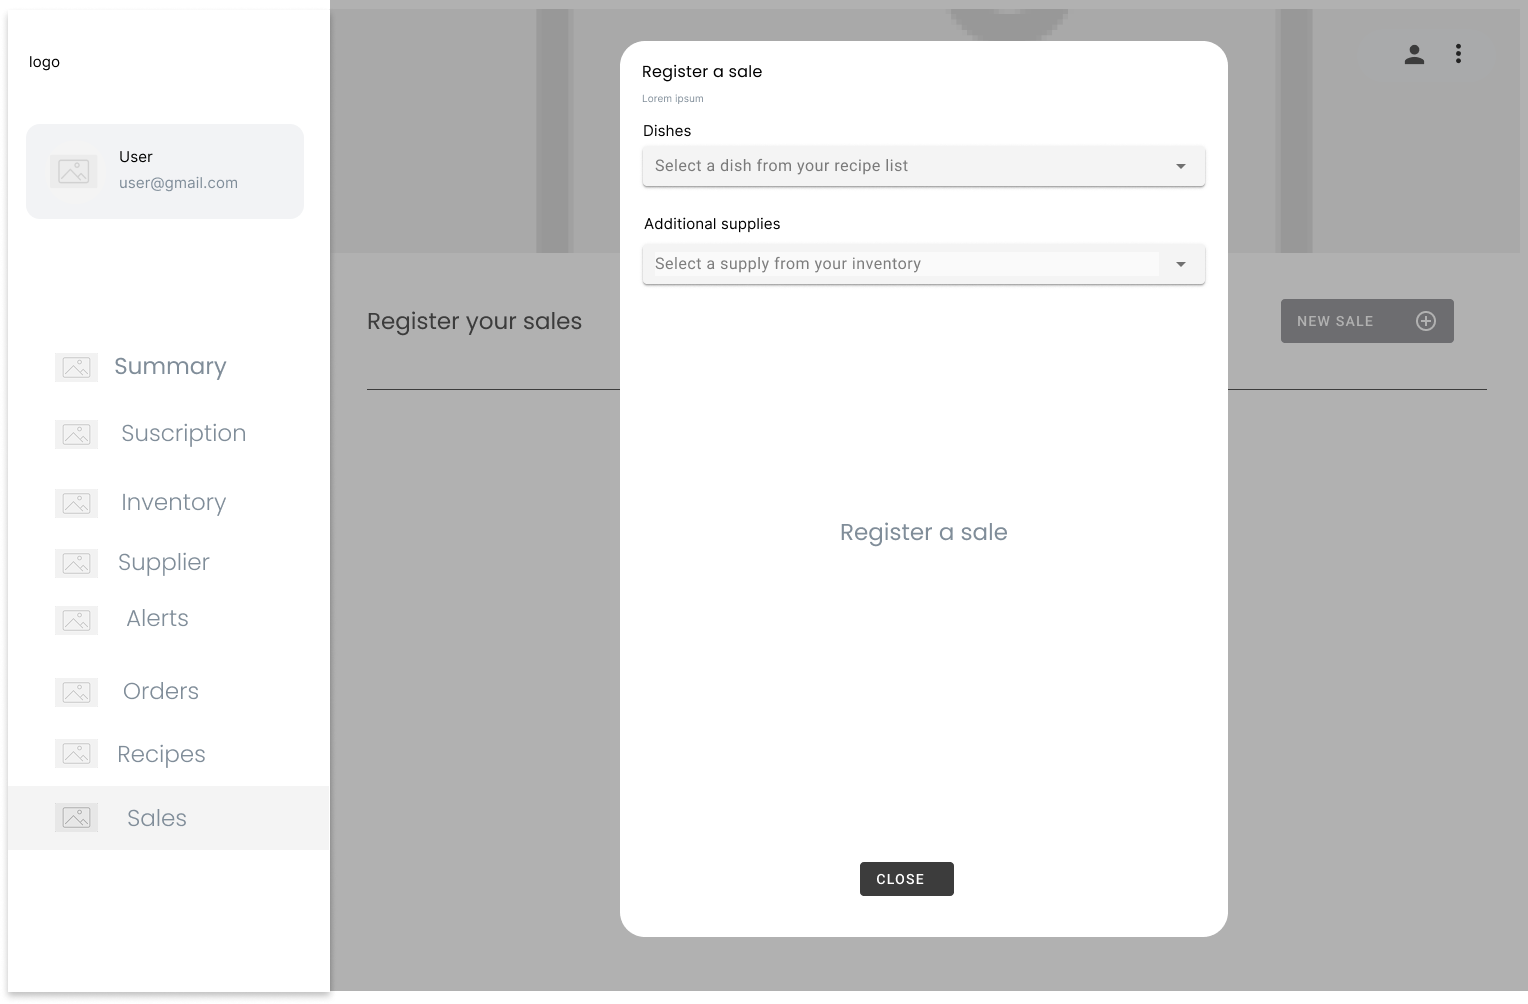 logo
User
user@gmail.com
Summary
Suscription
Inventory
Supplier
Alerts
Orders
Recipes
Sales
Register your sales
NEW SALE
Register a sale
Lorem ipsum
Dishes
Select a dish from your recipe list
Additional supplies
Select a supply from your inventory
Register a sale
CLOSE